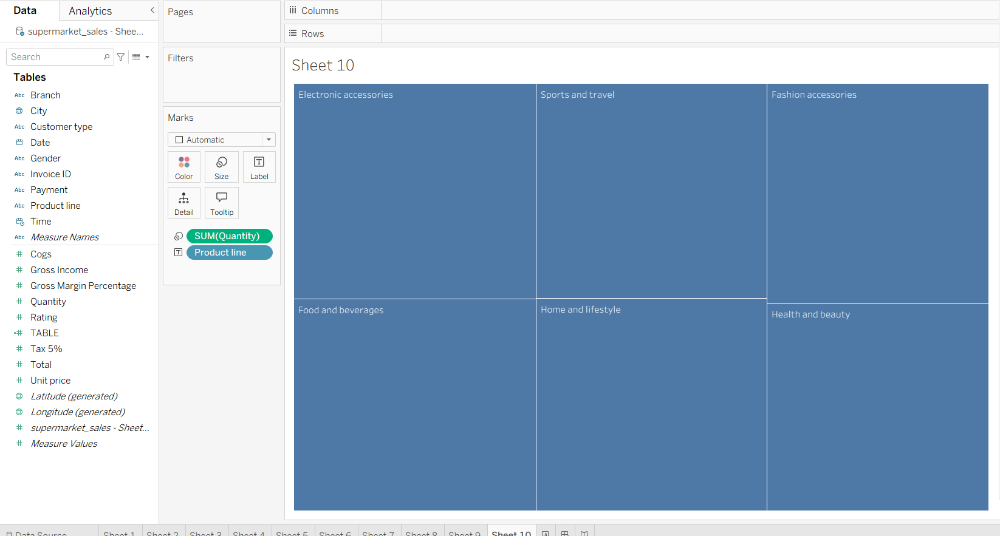 Data
Analytics
supermarket_sales - Shee...
Search
Tables
Abc Branch
City
Abc Customer type
Date
Abc Gender
Abc Invoice ID
Abc Payment
Abc Product line
Time
Abc Measure Names
# Cogs
# Gross Income
# Gross Margin Percentage
# Quantity
# Rating
=# TABLE
# Tax 5%
# Total
# Unit price
Latitude (generated)
Longitude (generated)
# supermarket_sales - Sheet...
# Measure Values
Pages
Filters
Marks
Automatic
Color Size Label
Detail Tooltip
SUM(Quantity)
Product line
Columns
Rows
Sheet 10
Electronic accessories
Sports and travel
Fashion accessories
Food and beverages
Home and lifestyle
Health and beauty
Data Source Sheet 1 Sheet 2 Sheet 3 Sheet 4 Sheet 5 Sheet 6 Sheet 7 Sheet 8 Sheet 9 Sheet 10